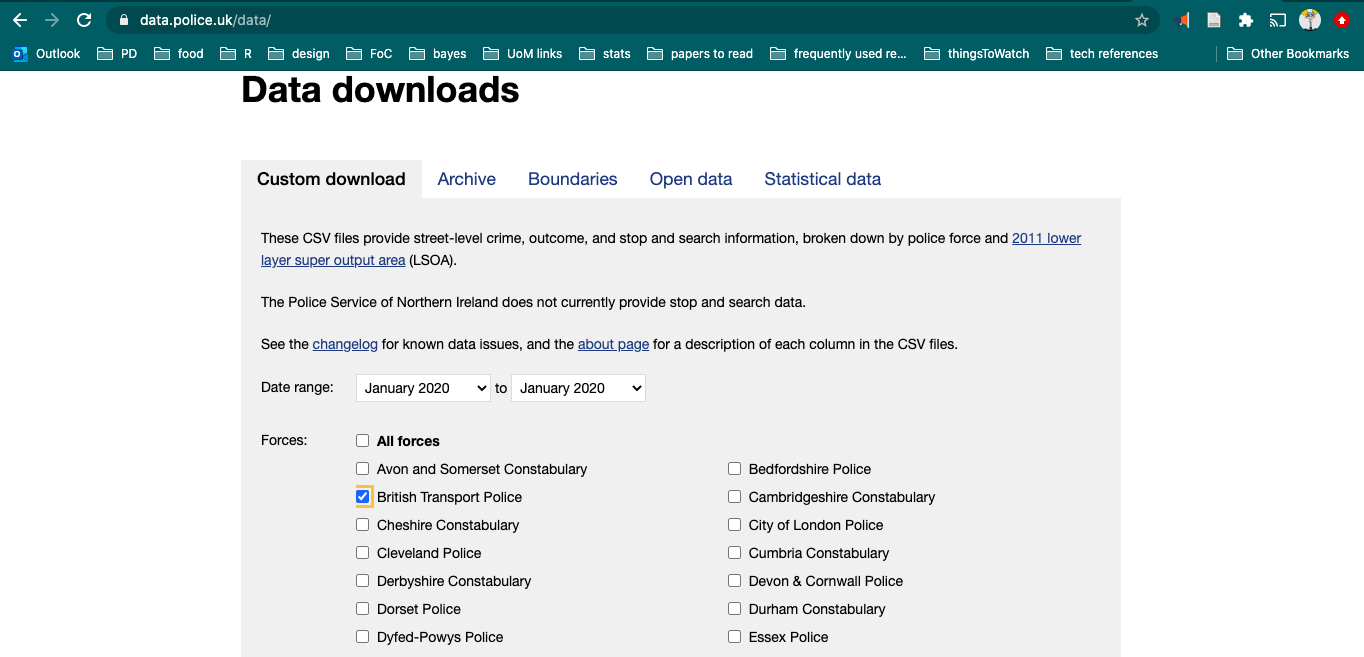 data.police.uk/data/
Outlook PD food R design FoC bayes UoM links stats papers to read frequently used re... thingsToWatch tech references Other Bookmarks
Data downloads
Custom download Archive Boundaries Open data Statistical data
These CSV files provide street-level crime, outcome, and stop and search information, broken down by police force and 2011 lower
layer super output area (LSOA).
The Police Service of Northern Ireland does not currently provide stop and search data.
See the changelog for known data issues, and the about page for a description of each column in the CSV files.
Date range: January 2020 to January 2020
Forces: All forces
Avon and Somerset Constabulary Bedfordshire Police
British Transport Police Cambridgeshire Constabulary
Cheshire Constabulary City of London Police
Cleveland Police Cumbria Constabulary
Derbyshire Constabulary Devon & Cornwall Police
Dorset Police Durham Constabulary
Dyfed-Powys Police Essex Police